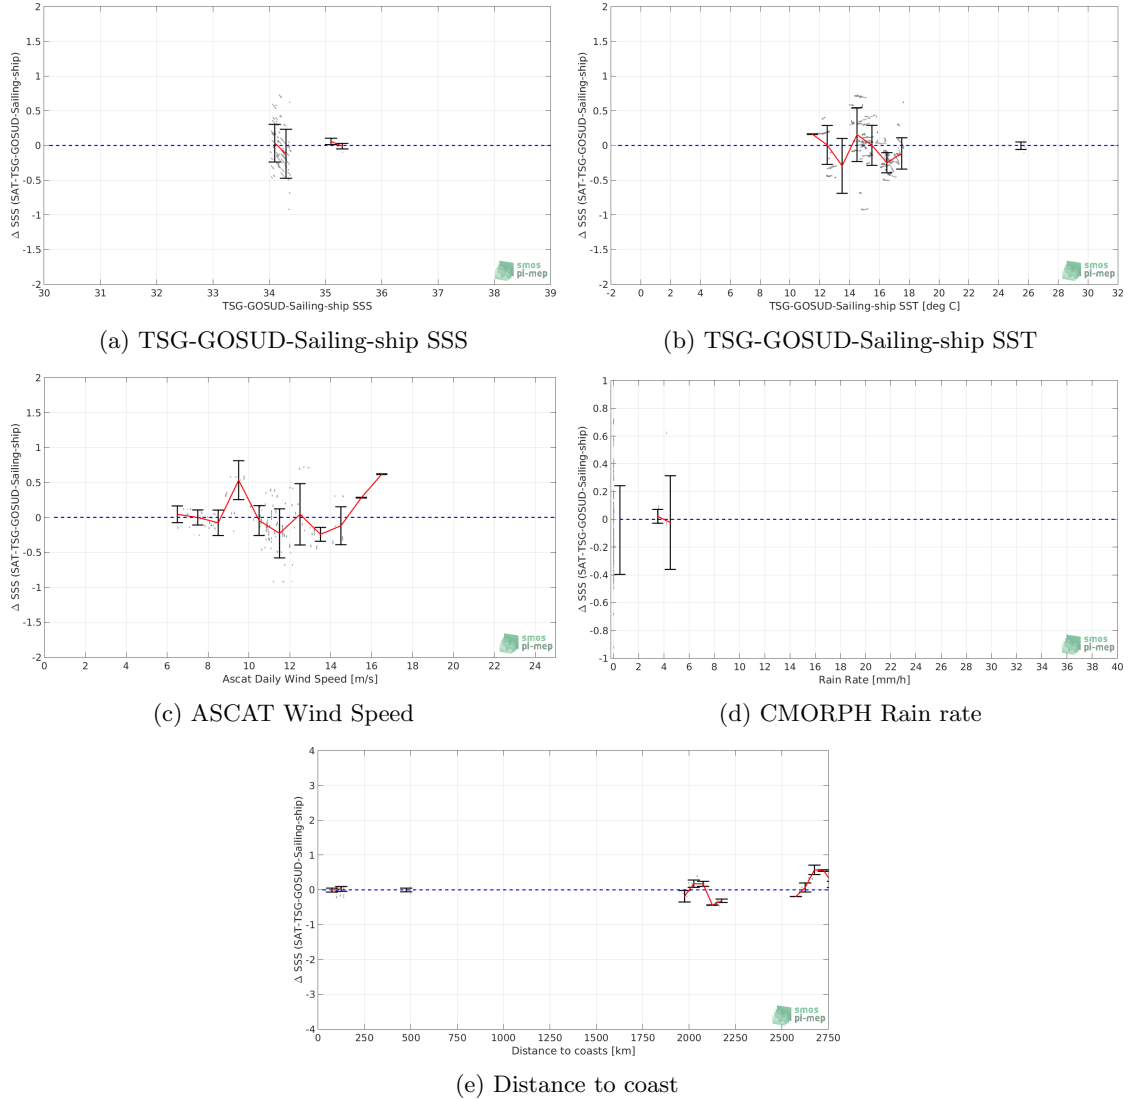 2
1.5
1
0.5
0
-0.5
-1
-1.5
-2
Δ SSS (SAT-TSG-GOSUD-Sailing-ship)
30 31 32 33 34 35 36 37 38 39
TSG-GOSUD-Sailing-ship SSS
smos
pi-mep
(a) TSG-GOSUD-Sailing-ship SSS
2
1.5
1
0.5
0
-0.5
-1
-1.5
-2
Δ SSS (SAT-TSG-GOSUD-Sailing-ship)
-2 0 2 4 6 8 10 12 14 16 18 20 22 24 26 28 30 32
TSG-GOSUD-Sailing-ship SST [deg C]
smos
pi-mep
(b) TSG-GOSUD-Sailing-ship SST
2
1.5
1
0.5
0
-0.5
-1
-1.5
-2
Δ SSS (SAT-TSG-GOSUD-Sailing-ship)
0 2 4 6 8 10 12 14 16 18 20 22 24
Ascat Daily Wind Speed [m/s]
smos
pi-mep
(c) ASCAT Wind Speed
1
0.8
0.6
0.4
0.2
0
-0.2
-0.4
-0.6
-0.8
-1
Δ SSS (SAT-TSG-GOSUD-Sailing-ship)
0 2 4 6 8 10 12 14 16 18 20 22 24 26 28 30 32 34 36 38 40
Rain Rate [mm/h]
smos
pi-mep
(d) CMORPH Rain rate
4
3
2
1
0
-1
-2
-3
-4
Δ SSS (SAT-TSG-GOSUD-Sailing-ship)
0 250 500 750 1000 1250 1500 1750 2000 2250 2500 2750
Distance to coasts [km]
smos
pi-mep
(e) Distance to coast